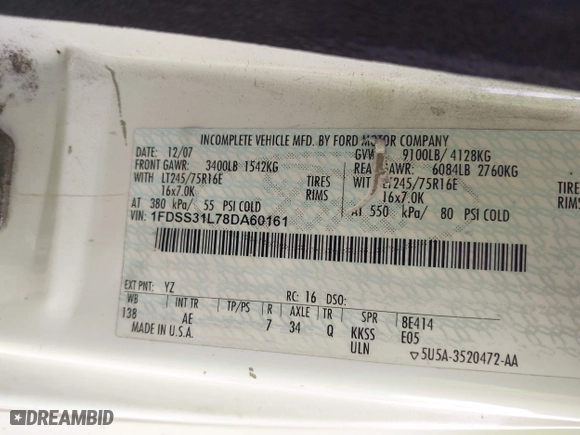 INCOMPLETE VEHICLE MFD. BY FORD MOTOR COMPANY
DATE: 12/07 GVW 9100LB/ 4128KG
FRONT GAWR: 3400LB 1542KG REA GAWR: 6084LB 2760KG
WITH LT245/75R16E TIRES WITH LT245/75R16E TIRES
16x7.0K RIMS 16x7.0K RIMS
AT 380 kPa/ 55 PSI COLD AT 550 kPa/ 80 PSI COLD
VIN: 1FDSS31L78DA60161
EXT PNT: YZ RC: 16 DSO:
WB INT TR TP/PS R AXLE TR SPR 8E414
138 AE 7 34 Q KKSS E05
MADE IN U.S.A. ULN ▽5U5A-3520472-AA
DREAMBID